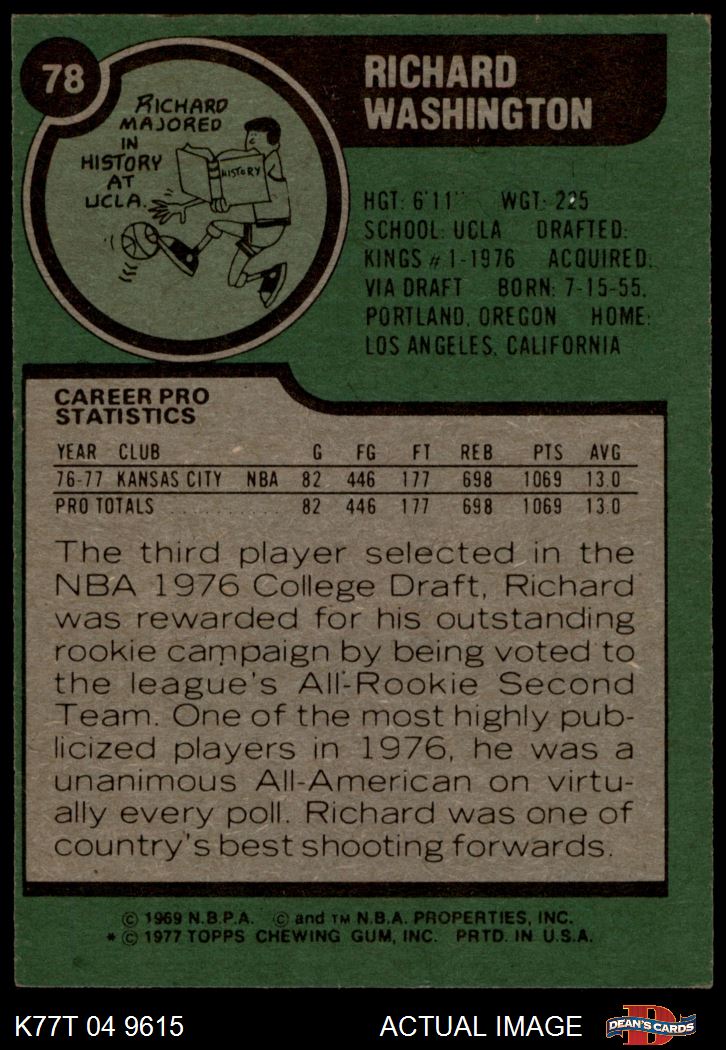 78
RICHARD
WASHINGTON
RICHARD
MAJORED
IN
HISTORY
AT
UCLA.
HISTORY
HGT: 6'11" WGT: 225
SCHOOL: UCLA DRAFTED:
KINGS #1-1976 ACQUIRED:
VIA DRAFT BORN: 7-15-55,
PORTLAND, OREGON HOME:
LOS ANGELES, CALIFORNIA
CAREER PRO
STATISTICS
YEAR CLUB G FG FT REB PTS AVG
76-77 KANSAS CITY NBA 82 446 177 698 1069 13.0
PRO TOTALS . . . . . . . . . . 82 446 177 698 1069 13.0
The third player selected in the
NBA 1976 College Draft, Richard
was rewarded for his outstanding
rookie campaign by being voted to
the league's All-Rookie Second
Team. One of the most highly pub-
licized players in 1976, he was a
unanimous All-American on virtu-
ally every poll. Richard was one of
country's best shooting forwards.
© 1969 N.B.P.A. © and TM N.B.A. PROPERTIES, INC.
* © 1977 TOPPS CHEWING GUM, INC. PRTD. IN U.S.A.
K77T 04 9615 ACTUAL IMAGE D DEAN'S CARDS